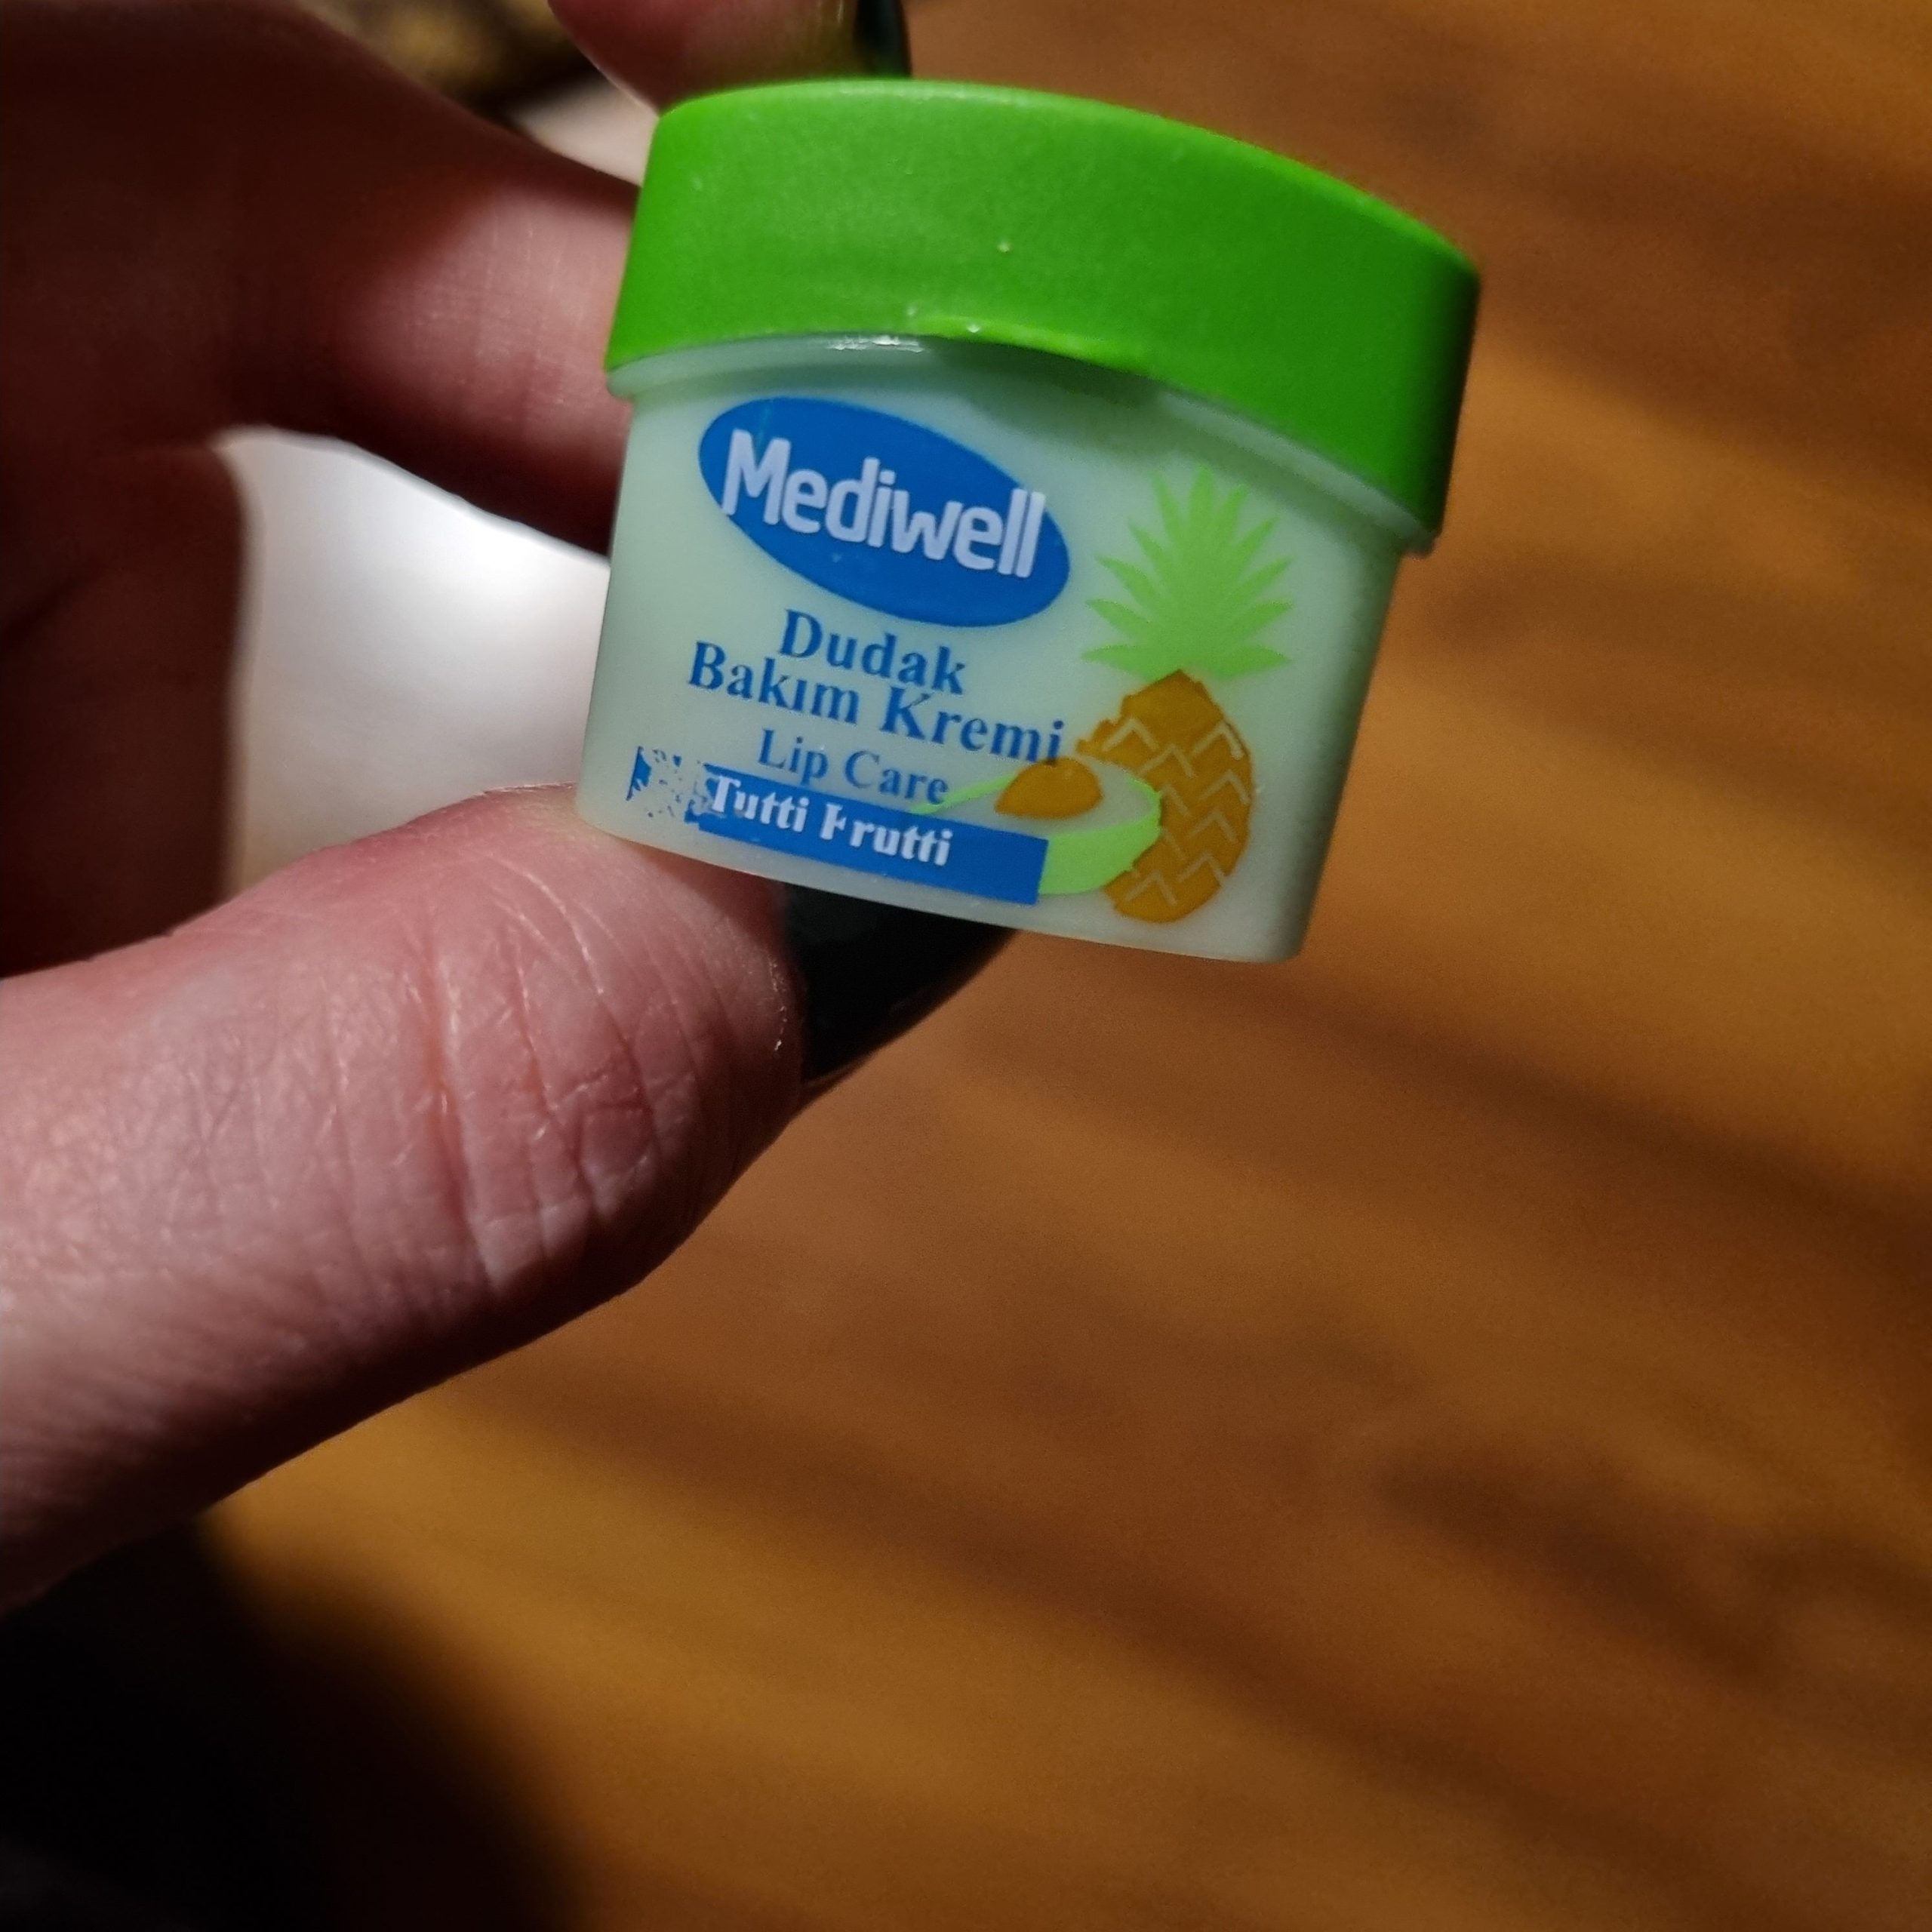 Mediwell
Dudak
Bakım Kremi
Lip Care
Tutti Frutti